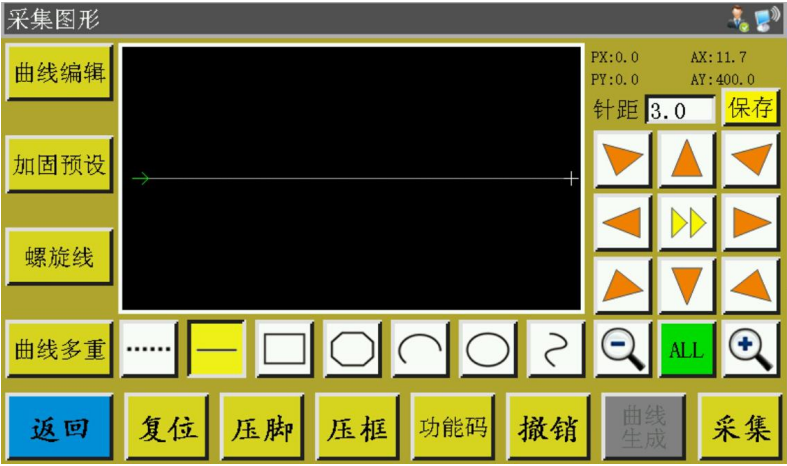 采集图形
PX:0.0 AX:11.7
PY:0.0 AY:400.0
曲线编辑
针距 3.0 保存
加固预设
螺旋线
曲线多重
ALL
返回 复位 压脚 压框 功能码 撤销 曲线 采集
生成